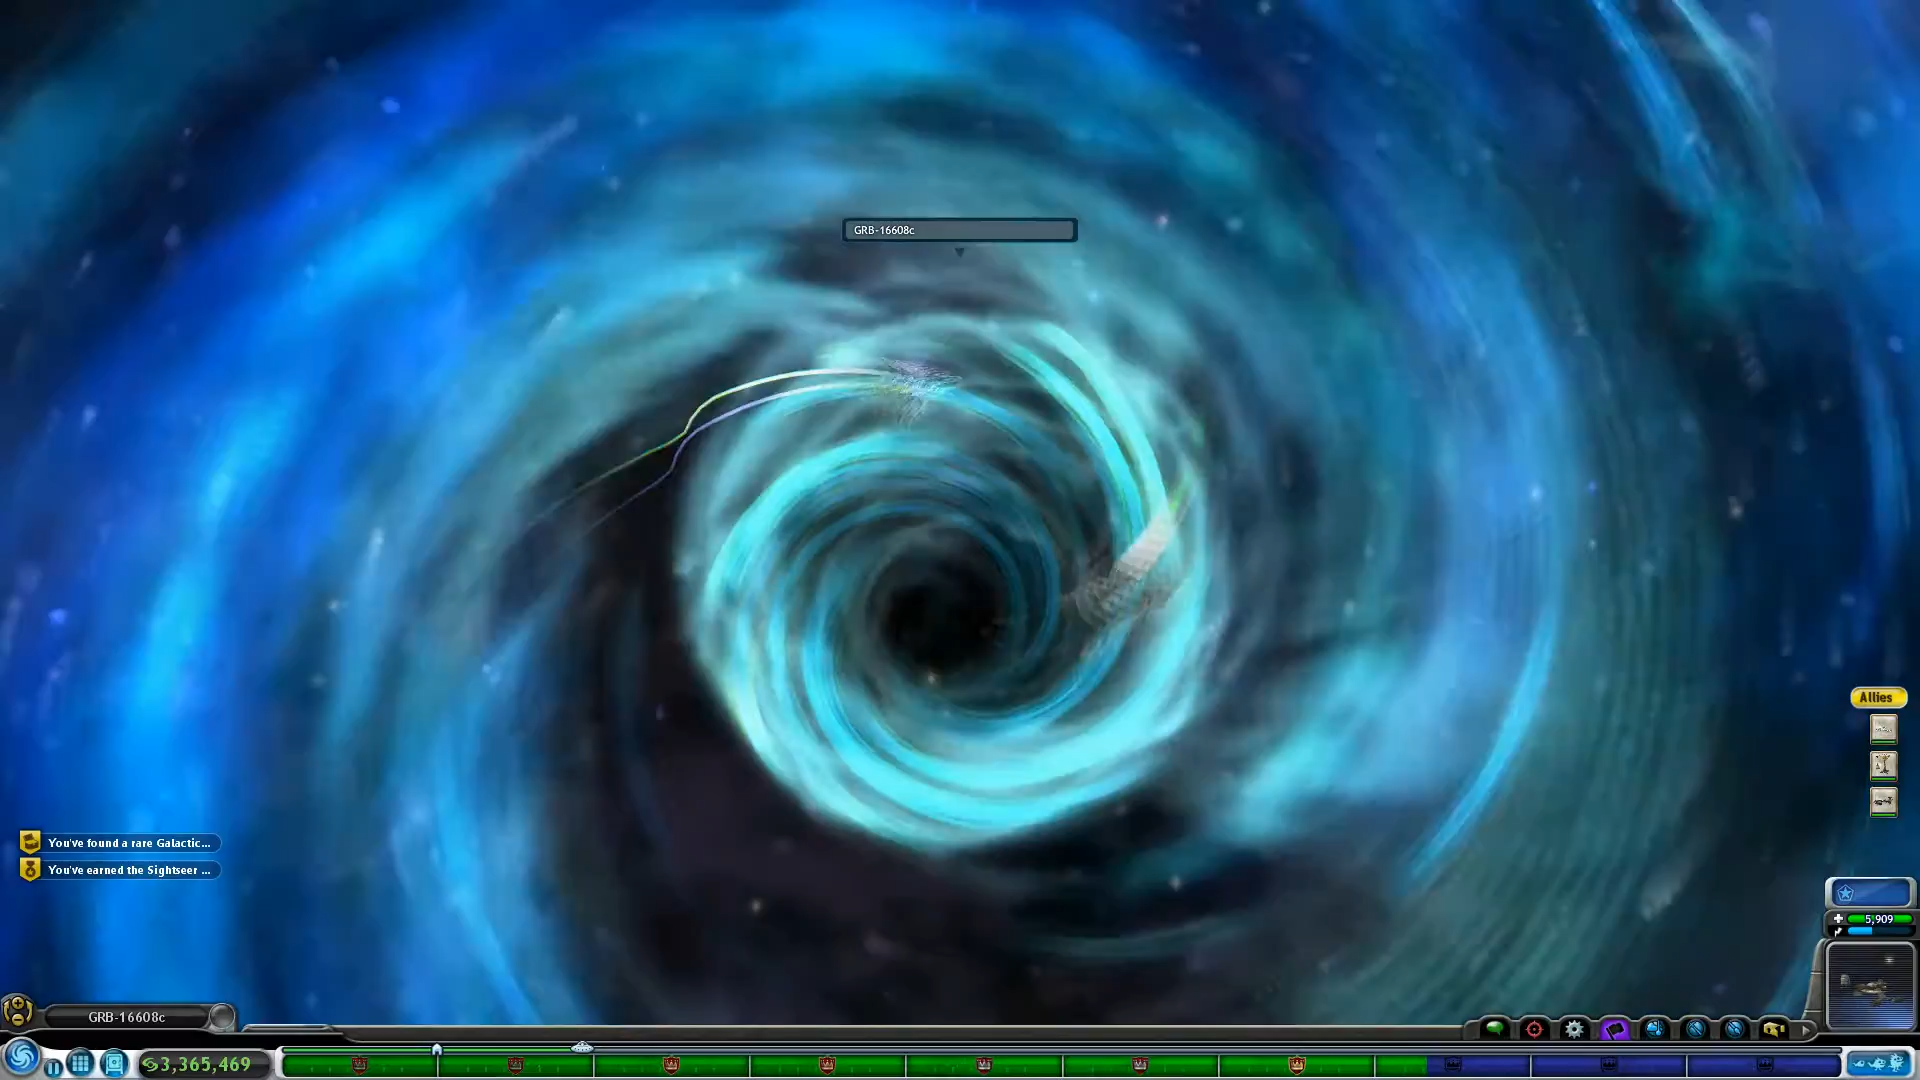 GRB-16608c
Allies
You've found a rare Galactic...
You've earned the Sightseer ...
5,909
GRB-16608c
3,365,469